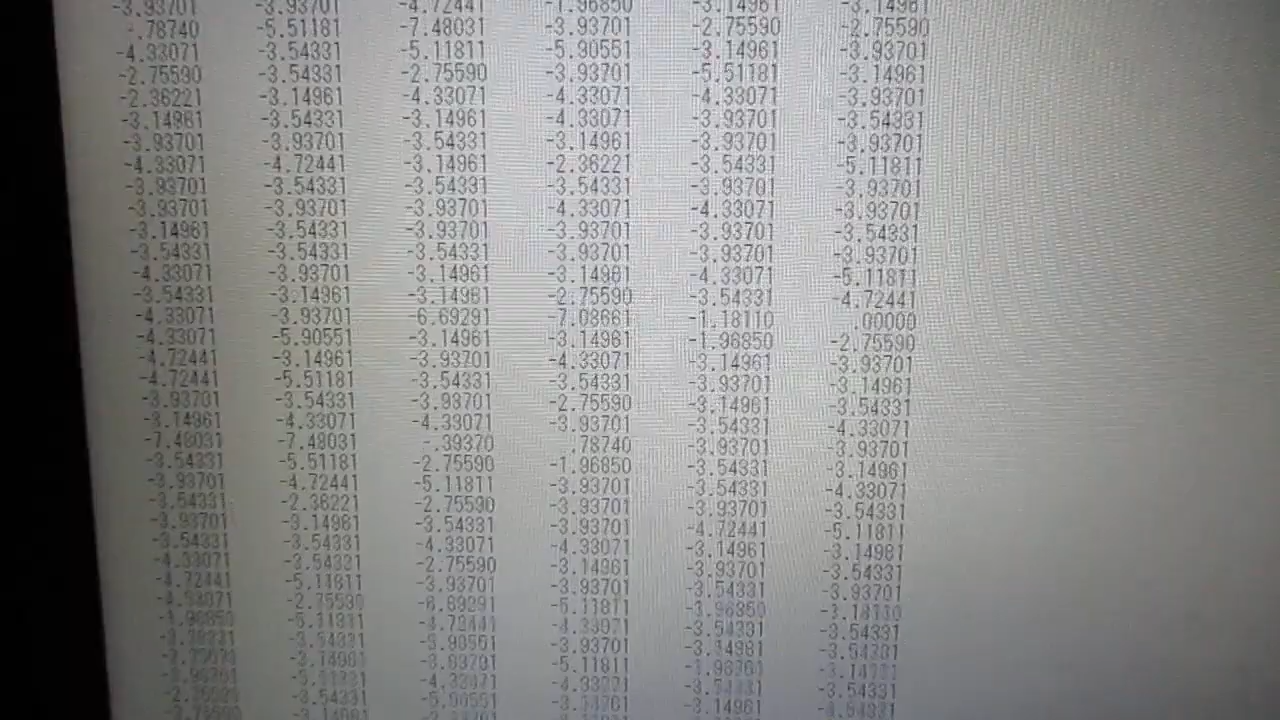 -3.93701 -3.93701 -4.72441 -1.96850 -3.14961 -3.14961
-.78740 -5.51181 -7.48031 -3.93701 -2.75590 -2.75590
-4.33071 -3.54331 -5.11811 -5.90551 -3.14961 -3.93701
-2.75590 -3.54331 -2.75590 -3.93701 -5.51181 -3.14961
-2.36221 -3.14961 -4.33071 -4.33071 -4.33071 -3.93701
-3.14961 -3.54331 -3.14961 -4.33071 -3.93701 -3.54331
-3.93701 -3.93701 -3.54331 -3.14961 -3.93701 -3.93701
-4.33071 -4.72441 -3.14961 -2.36221 -3.54331 -5.11811
-3.93701 -3.54331 -3.54331 -3.54331 -3.93701 -3.93701
-3.93701 -3.93701 -3.93701 -4.33071 -4.33071 -3.93701
-3.14961 -3.54331 -3.93701 -3.93701 -3.93701 -3.54331
-3.54331 -3.54331 -3.54331 -3.93701 -3.93701 -3.93701
-4.33071 -3.93701 -3.14961 -3.14961 -4.33071 -5.11811
-3.54331 -3.14961 -3.14961 -2.75590 -3.54331 -4.72441
-4.33071 -3.93701 -6.69291 -7.08661 -1.18110 .00000
-4.33071 -5.90551 -3.14961 -3.14961 -1.96850 -2.75590
-4.72441 -3.14961 -3.93701 -4.33071 -3.14961 -3.93701
-4.72441 -5.51181 -3.54331 -3.54331 -3.93701 -3.14961
-3.93701 -3.54331 -3.93701 -2.75590 -3.14961 -3.54331
-3.14961 -4.33071 -4.33071 -3.93701 -3.54331 -4.33071
-7.48031 -7.48031 -.39370 .78740 -3.93701 -3.93701
-3.54331 -5.51181 -2.75590 -1.96850 -3.54331 -3.14961
-3.93701 -4.72441 -5.11811 -3.93701 -3.54331 -4.33071
-3.54331 -2.36221 -2.75590 -3.93701 -3.93701 -3.54331
-3.93701 -3.14961 -3.54331 -3.93701 -4.72441 -5.11811
-3.54331 -3.54331 -4.33071 -4.33071 -3.14961 -3.14961
-4.33071 -3.54331 -2.75590 -3.14961 -3.93701 -3.54331
-4.72441 -5.11811 -3.93701 -3.93701 -3.54331 -3.93701
-2.75590 -6.69291 -5.11811
-4.33071 -3.54331 -3.54331
-3.54331 -3.93701 -3.14961
-3.14961 -5.11811
-3.54331 -3.54331
-3.14961